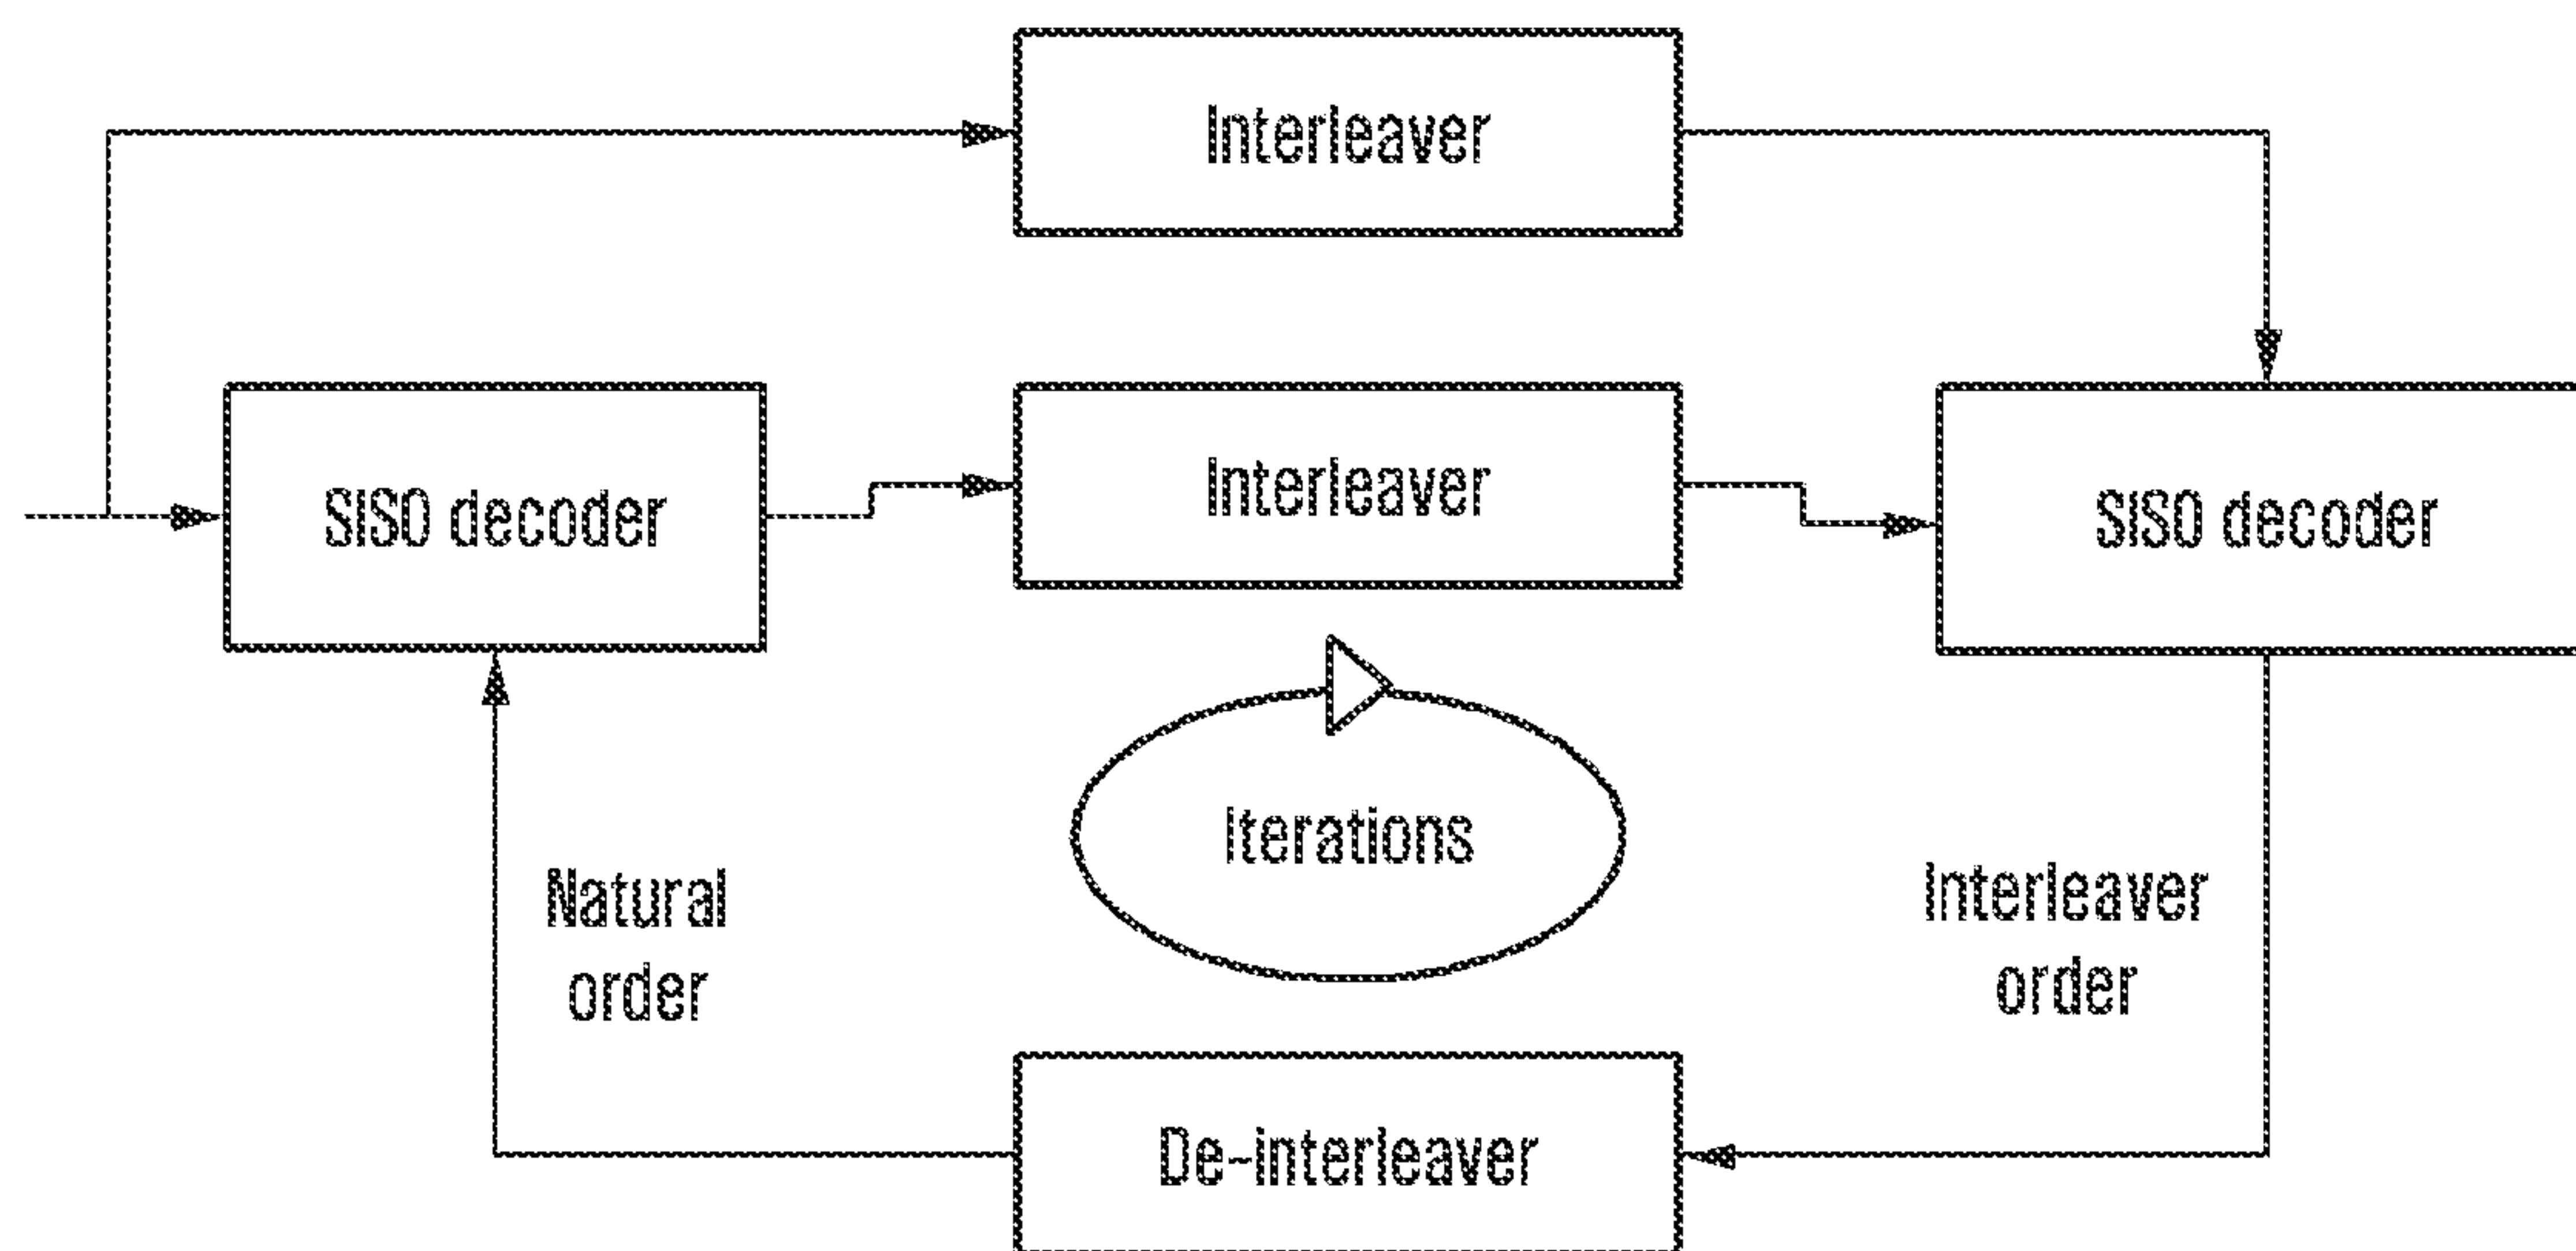 Interleaver
SISO decoder
Interleaver
SISO decoder
Iterations
Natural
order
Interleaver
order
De-interleaver